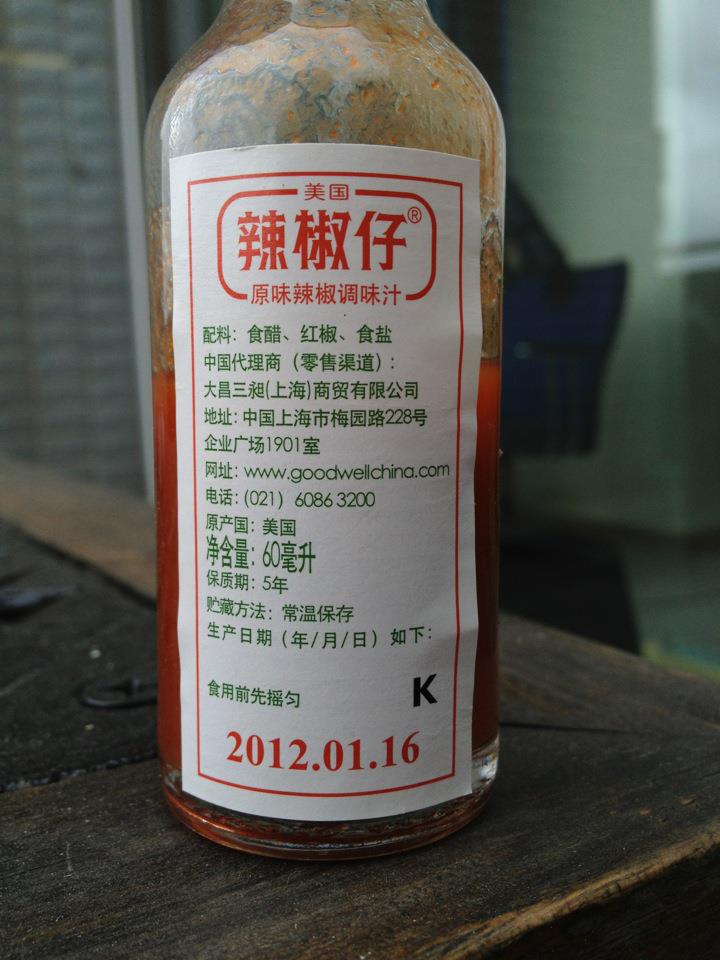 美国
辣椒仔®
原味辣椒调味汁
配料：食醋、红椒、食盐
中国代理商（零售渠道）：
大昌三昶(上海)商贸有限公司
地址：中国上海市梅园路228号
企业广场1901室
网址：www.goodwellchina.com
电话：(021) 6086 3200
原产国：美国
净含量：60毫升
保质期：5年
贮藏方法：常温保存
生产日期（年/月/日）如下：
食用前先摇匀
K
2012.01.16